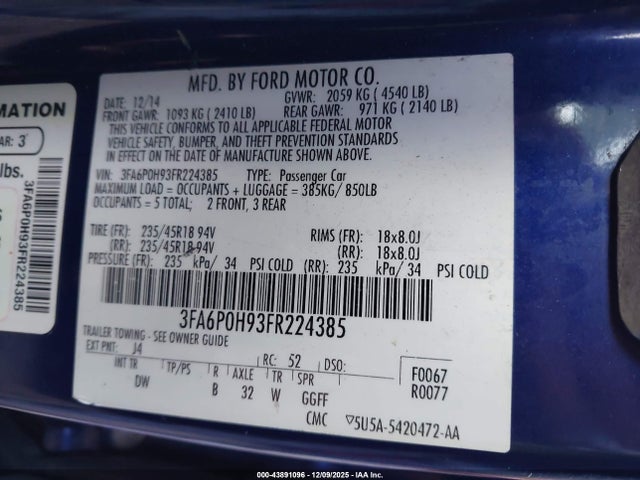 MFD. BY FORD MOTOR CO.
DATE: 12/14 GVWR: 2059 KG ( 4540 LB)
FRONT GAWR: 1093 KG ( 2410 LB) REAR GAWR: 971 KG ( 2140 LB)
THIS VEHICLE CONFORMS TO ALL APPLICABLE FEDERAL MOTOR
VEHICLE SAFETY, BUMPER, AND THEFT PREVENTION STANDARDS
IN EFFECT ON THE DATE OF MANUFACTURE SHOWN ABOVE.
VIN: 3FA6P0H93FR224385 TYPE: Passenger Car
MAXIMUM LOAD = OCCUPANTS + LUGGAGE = 385KG/ 850LB
OCCUPANTS = 5 TOTAL; 2 FRONT, 3 REAR
TIRE (FR): 235/45R18 94V RIMS (FR): 18x8.0J
(RR): 235/45R18 94V (RR): 18x8.0J
PRESSURE (FR): 235 kPa/ 34 PSI COLD (RR): 235 kPa/ 34 PSI COLD
3FA6P0H93FR224385
TRAILER TOWING - SEE OWNER GUIDE
EXT PNT: J4 RC: 52 DSO:
INT TR TP/PS R AXLE TR SPR
DW B 32 W GGFF
F0067
R0077
CMC ▽5U5A-5420472-AA
RMATION
AR: 3
lbs.
3FA6P0H93FR224385
000-43891096 - 12/09/2025 - IAA Inc.